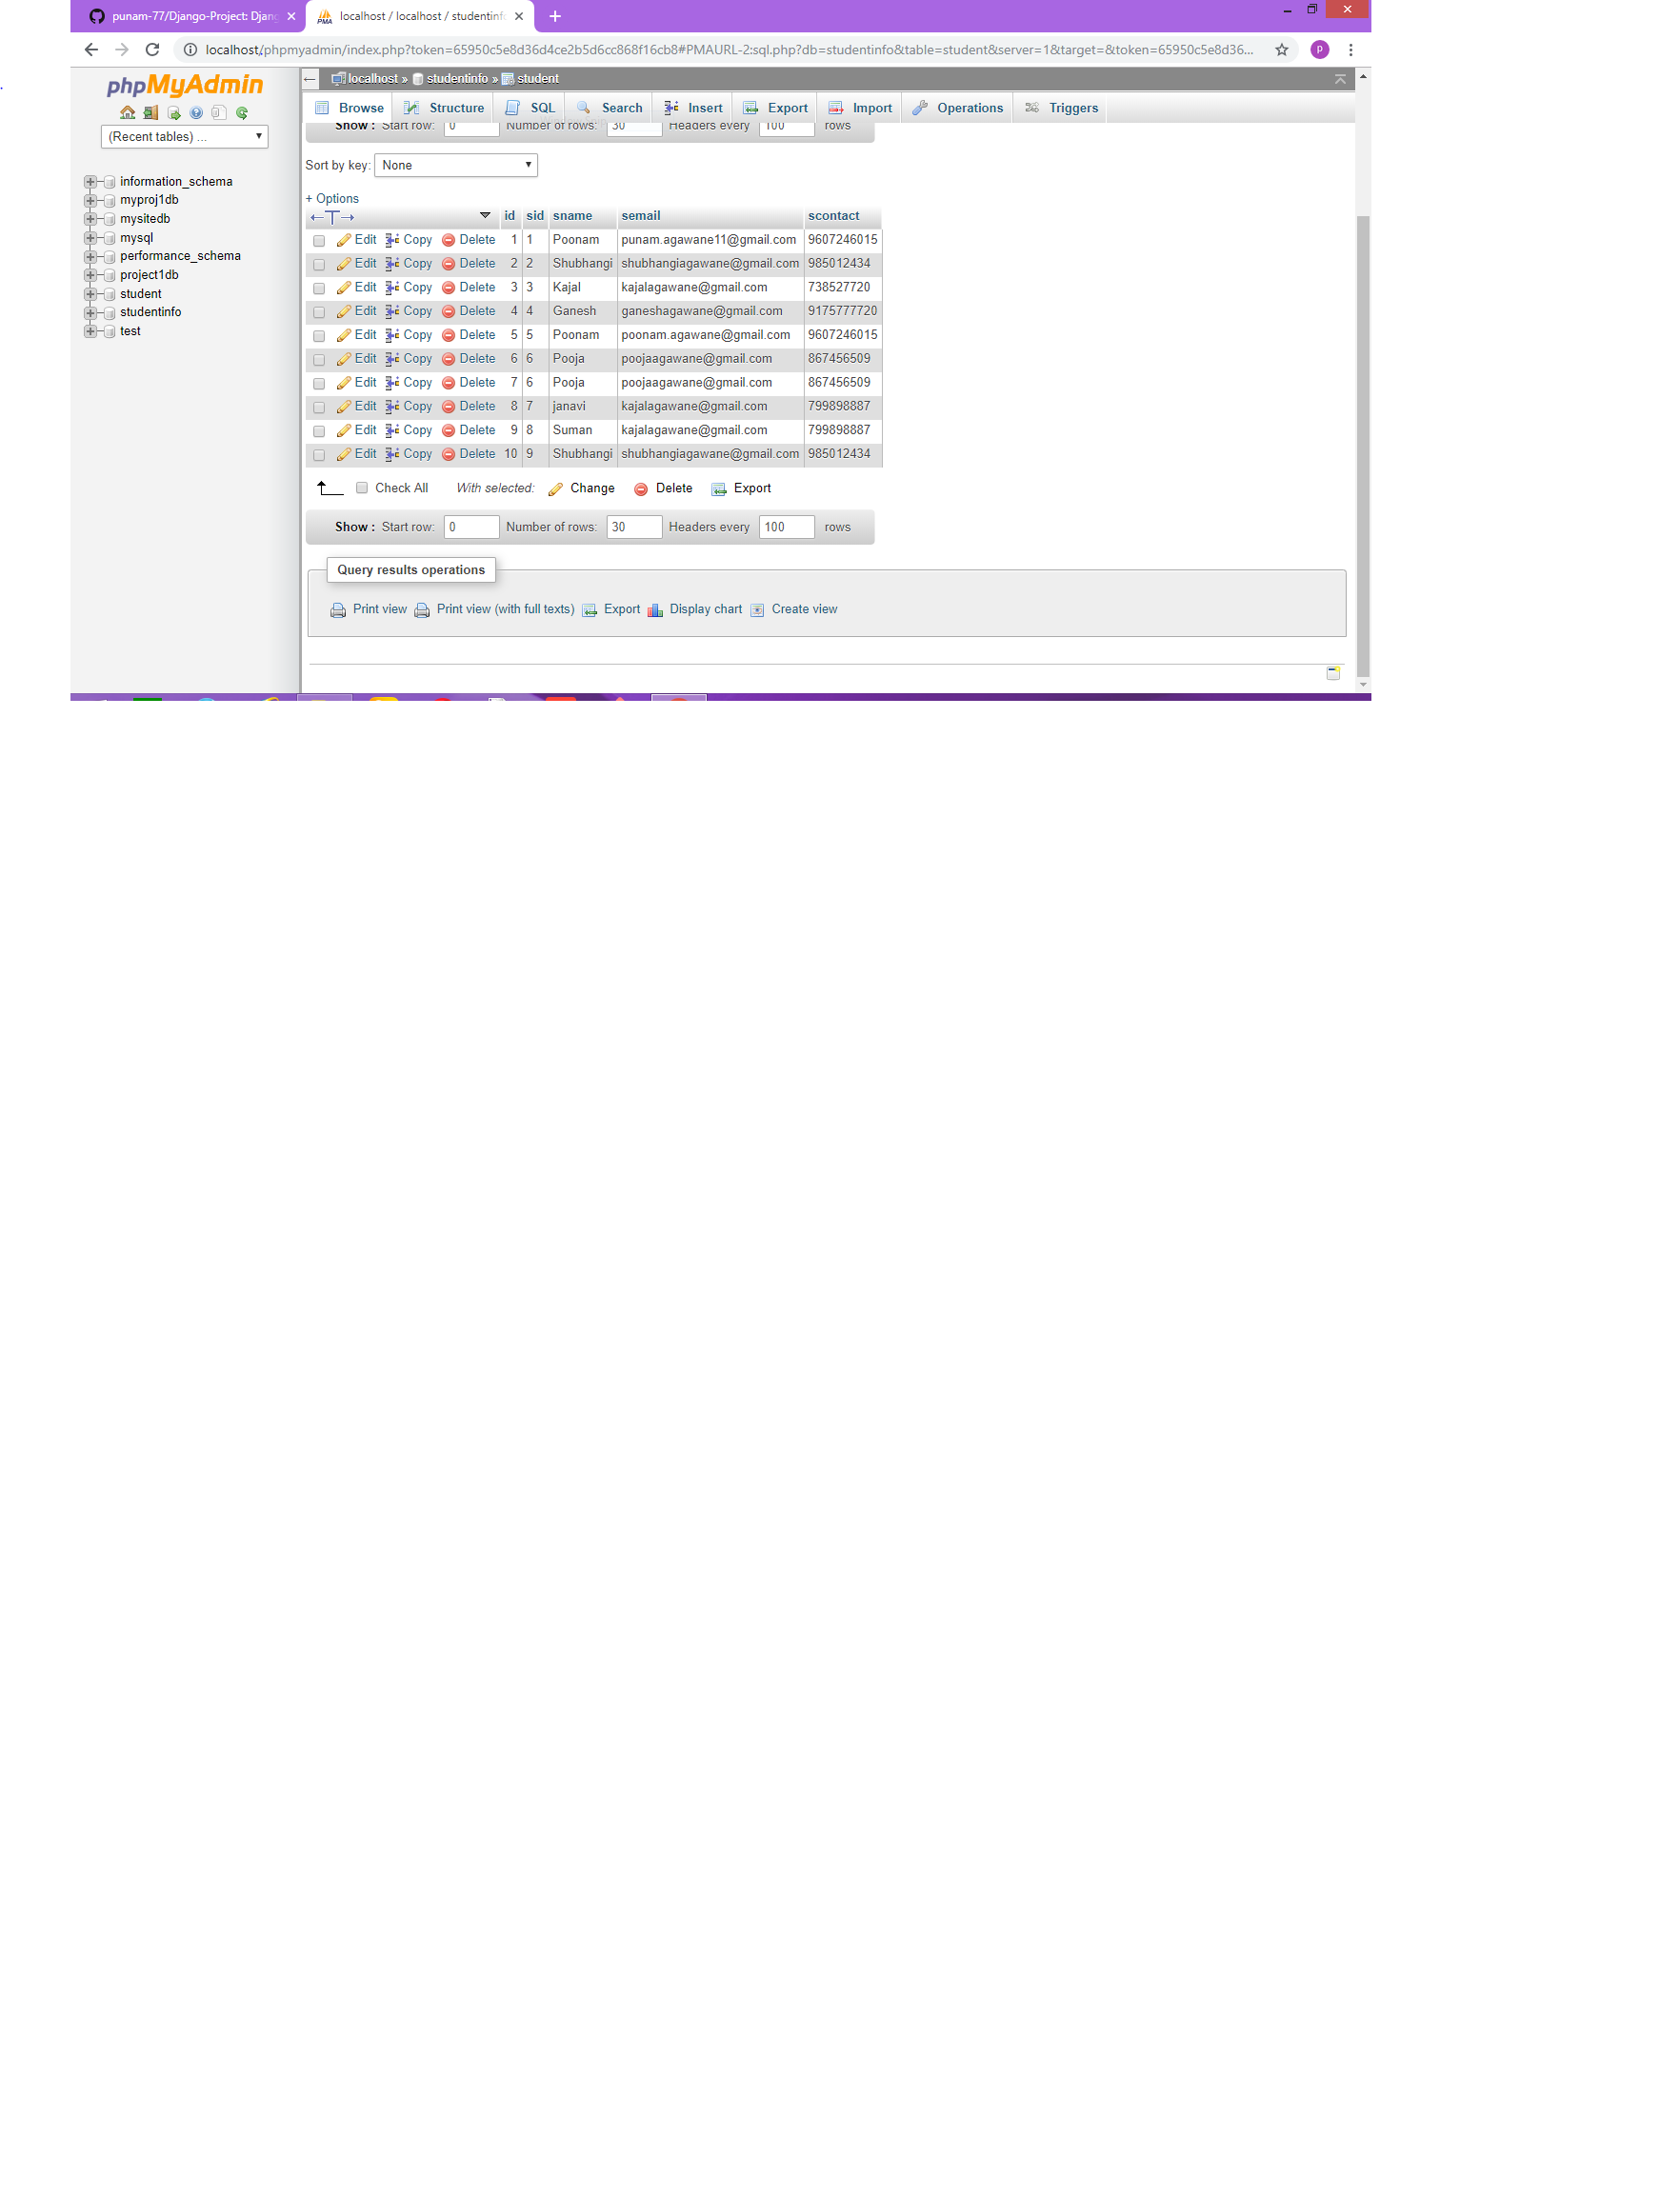 punam-77/Django-Project: Djang
localhost / localhost / studentinfo
localhost/phpmyadmin/index.php?token=65950c5e8d36d4ce2b5d6cc868f16cb8#PMAURL-2:sql.php?db=studentinfo&table=student&server=1&target=&token=65950c5e8d36...
p
phpMyAdmin
(Recent tables) ...
information_schema
myproj1db
mysitedb
mysql
performance_schema
project1db
student
studentinfo
test
localhost » studentinfo » student
Browse Structure SQL Search Insert Export Import Operations Triggers
Show : Start row: 0 Number of rows: 30 Headers every 100 rows
Sort by key: None
+ Options
←T→ id sid sname semail scontact
Edit Copy Delete 1 1 Poonam punam.agawane11@gmail.com 9607246015
Edit Copy Delete 2 2 Shubhangi shubhangiagawane@gmail.com 985012434
Edit Copy Delete 3 3 Kajal kajalagawane@gmail.com 738527720
Edit Copy Delete 4 4 Ganesh ganeshagawane@gmail.com 9175777720
Edit Copy Delete 5 5 Poonam poonam.agawane@gmail.com 9607246015
Edit Copy Delete 6 6 Pooja poojaagawane@gmail.com 867456509
Edit Copy Delete 7 6 Pooja poojaagawane@gmail.com 867456509
Edit Copy Delete 8 7 janavi kajalagawane@gmail.com 799898887
Edit Copy Delete 9 8 Suman kajalagawane@gmail.com 799898887
Edit Copy Delete 10 9 Shubhangi shubhangiagawane@gmail.com 985012434
Check All With selected: Change Delete Export
Show : Start row: 0 Number of rows: 30 Headers every 100 rows
Query results operations
Print view Print view (with full texts) Export Display chart Create view